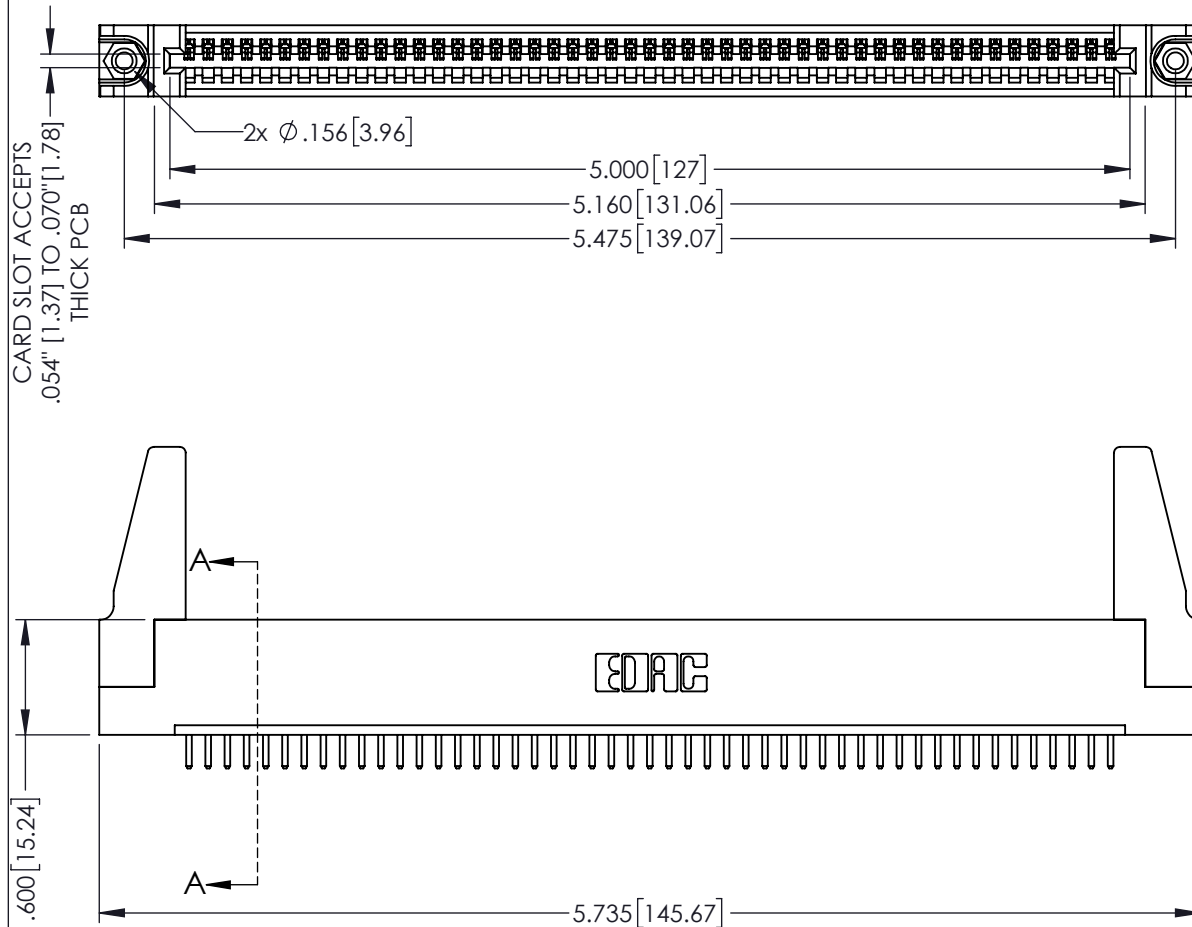 2x Ø .156[3.96]
5.000[127]
5.160[131.06]
5.475[139.07]
CARD SLOT ACCEPTS
.054" [1.37] TO .070"[1.78]
THICK PCB
A
EDAC
A
.600[15.24]
5.735[145.67]